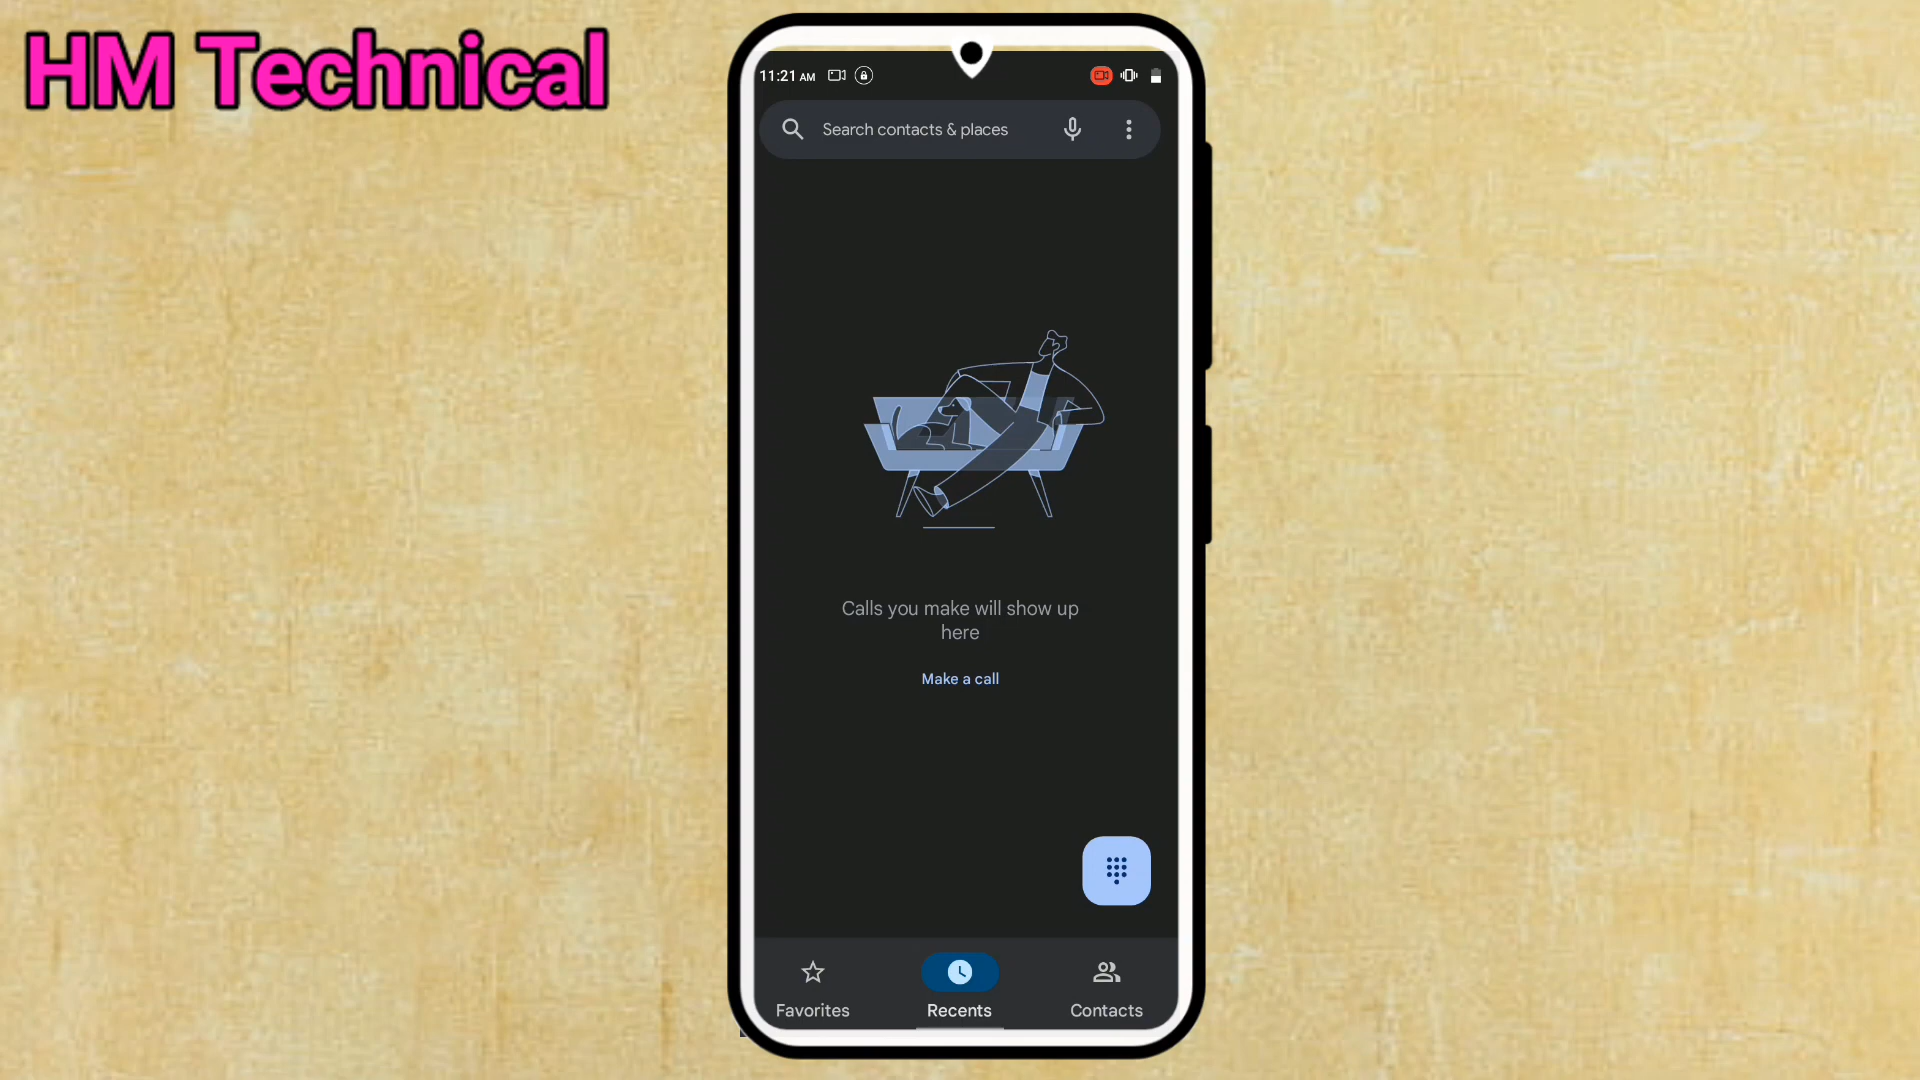 HM Technical
11:21 AM
Search contacts & places
Calls you make will show up
here
Make a call
Favorites
Recents
Contacts